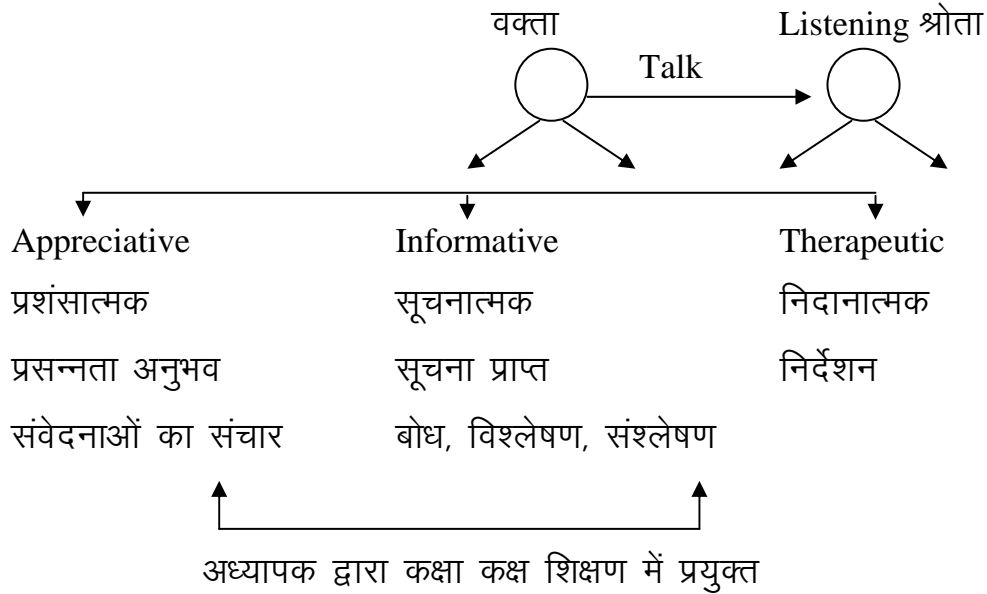 वक्ता Listening श्रोता
Talk
Appreciative Informative Therapeutic
प्रशंसात्मक सूचनात्मक निदानात्मक
प्रसन्नता अनुभव सूचना प्राप्त निर्देशन
संवेदनाओं का संचार बोध, विश्लेषण, संश्लेषण
अध्यापक द्वारा कक्षा कक्ष शिक्षण में प्रयुक्त